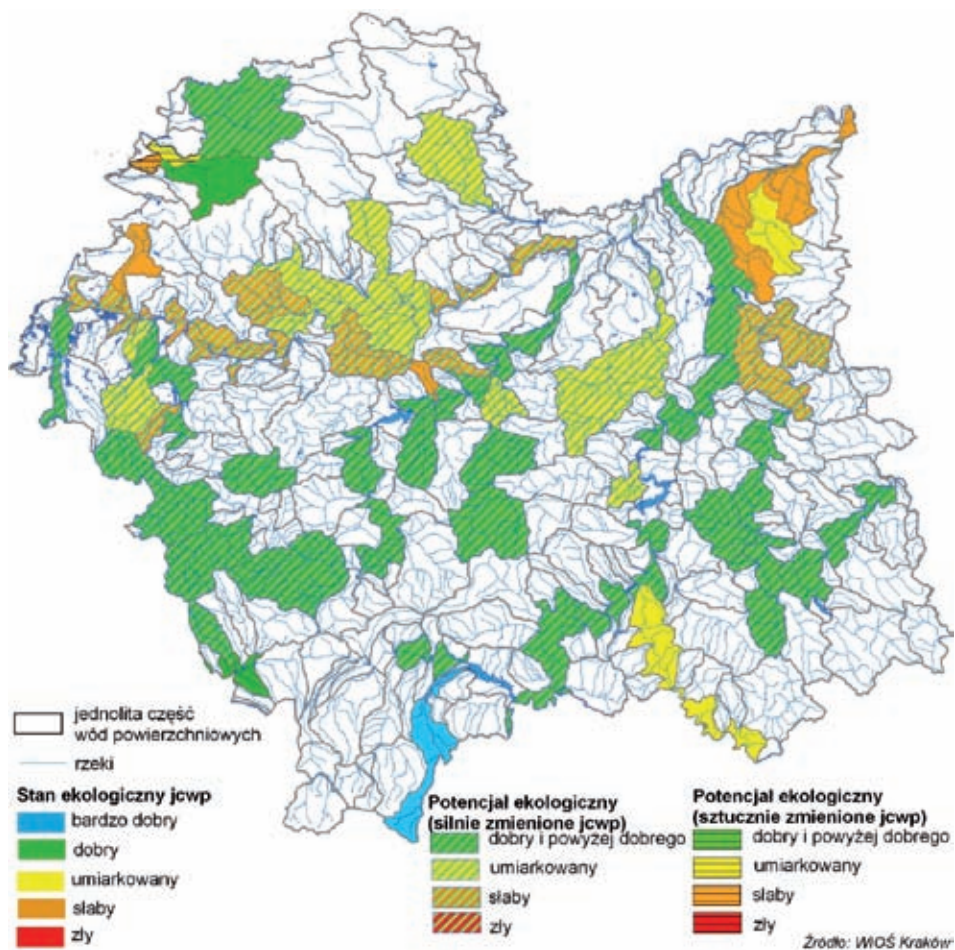 jednolita część
wód powierzchniowych
rzeki
Stan ekologiczny jcwp
bardzo dobry
dobry
umiarkowany
słaby
zły
Potencjał ekologiczny
(silnie zmienione jcwp)
dobry i powyżej dobrego
umiarkowany
słaby
zły
Potencjał ekologiczny
(sztucznie zmienione jcwp)
dobry i powyżej dobrego
umiarkowany
słaby
zły
Źródło: WIOŚ Kraków